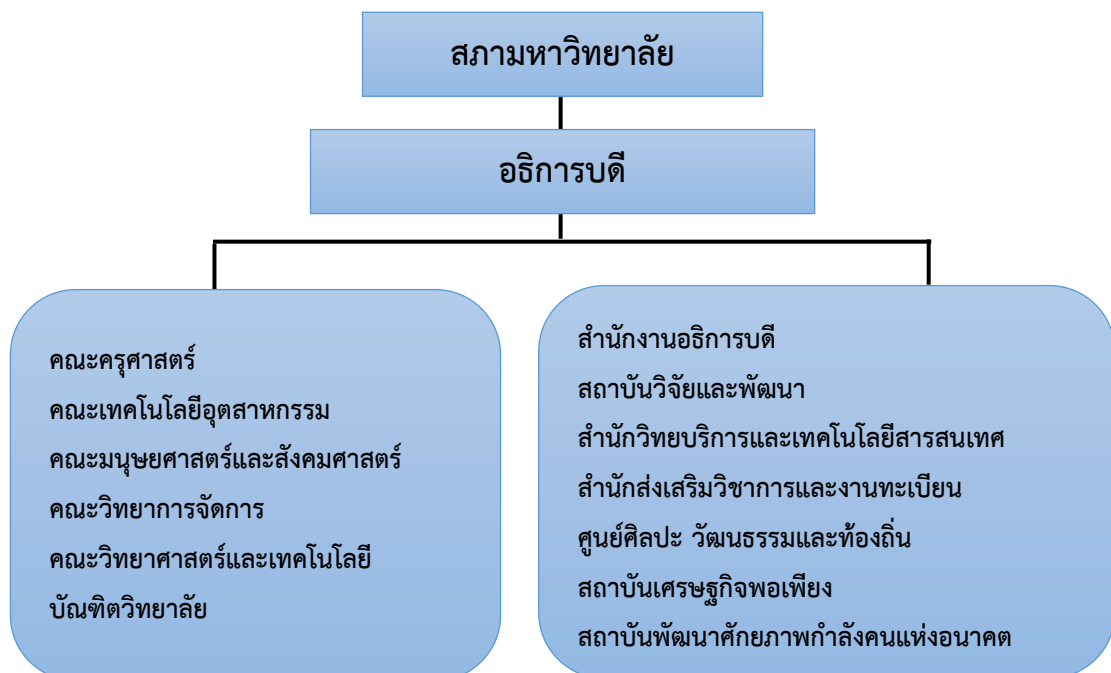 สภามหาวิทยาลัย
อธิการบดี
คณะครุศาสตร์
คณะเทคโนโลยีอุตสาหกรรม
คณะมนุษยศาสตร์และสังคมศาสตร์
คณะวิทยาการจัดการ
คณะวิทยาศาสตร์และเทคโนโลยี
บัณฑิตวิทยาลัย
สำนักงานอธิการบดี
สถาบันวิจัยและพัฒนา
สำนักวิทยบริการและเทคโนโลยีสารสนเทศ
สำนักส่งเสริมวิชาการและงานทะเบียน
ศูนย์ศิลปะ วัฒนธรรมและท้องถิ่น
สถาบันเศรษฐกิจพอเพียง
สถาบันพัฒนาศักยภาพกำลังคนแห่งอนาคต